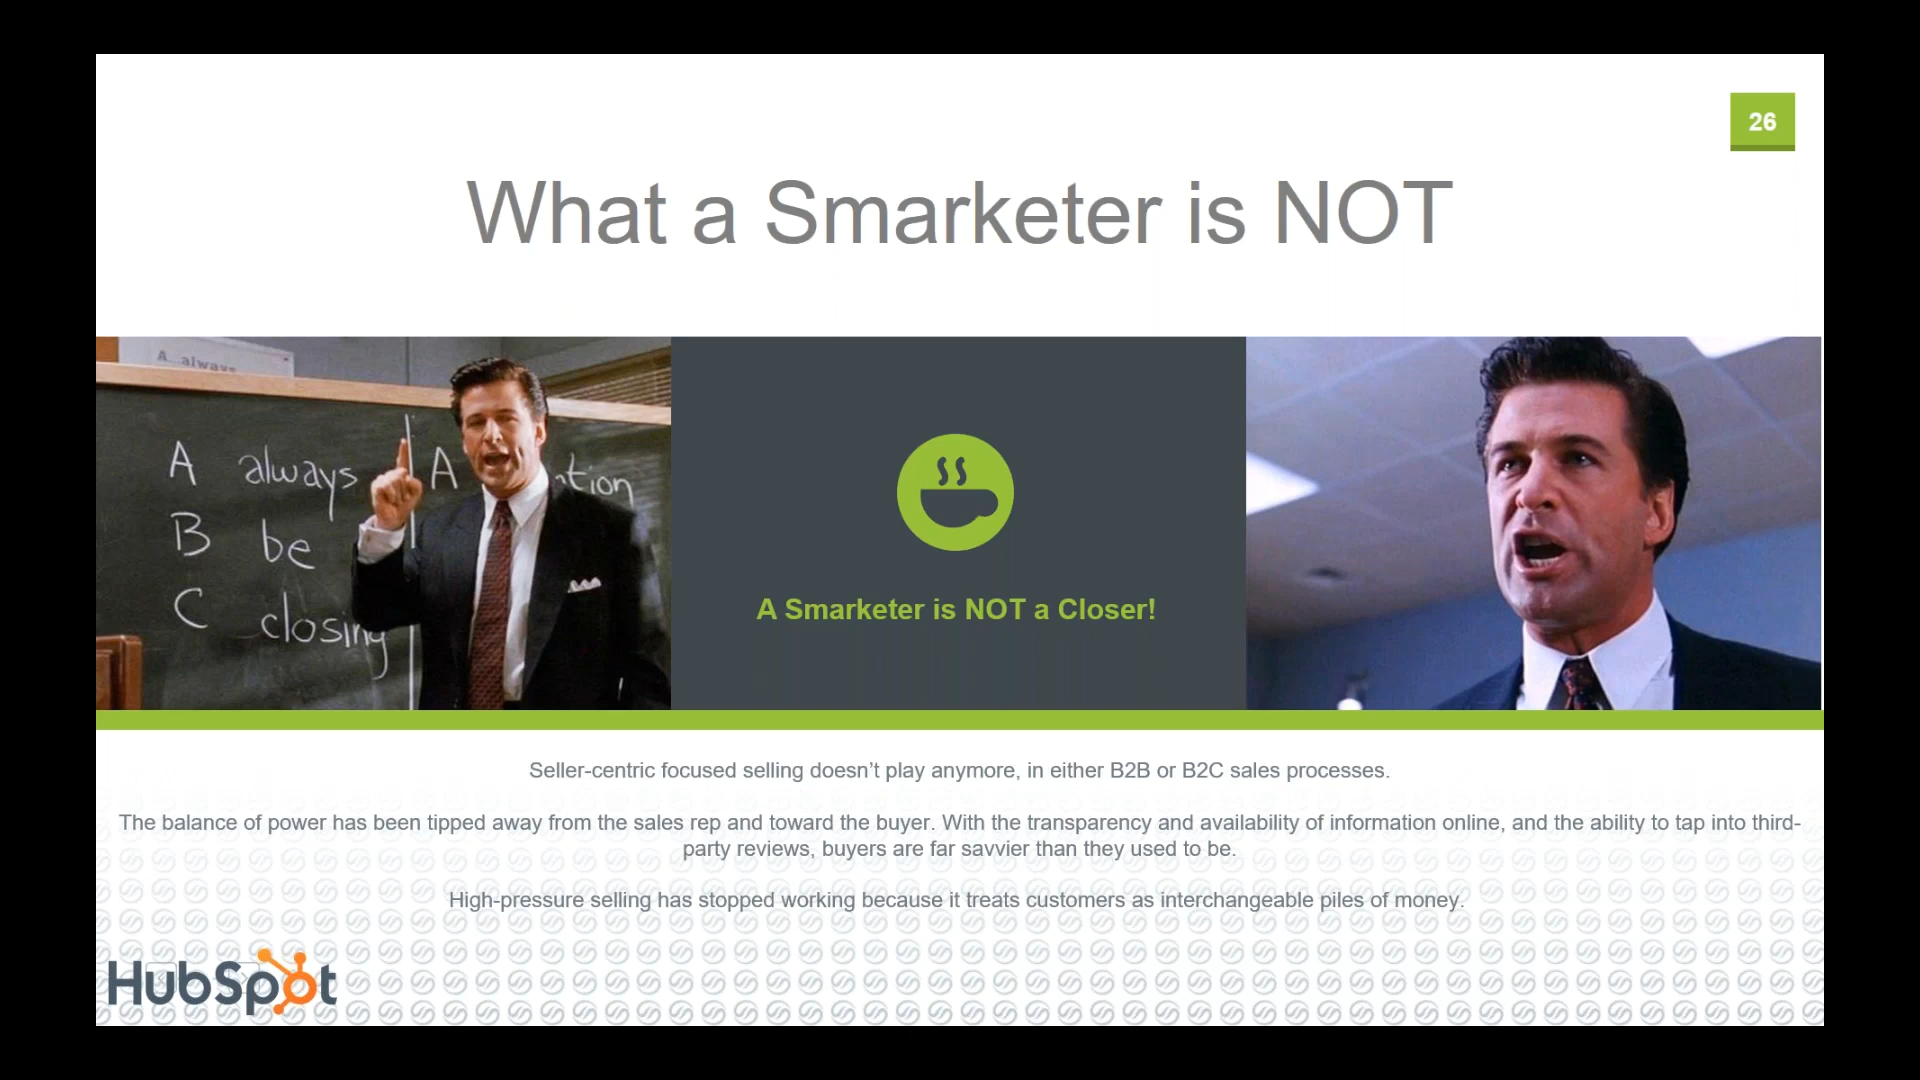 26
What a Smarketer is NOT
A always
A always
A
B be
C closing
A Smarketer is NOT a Closer!
Seller-centric focused selling doesn’t play anymore, in either B2B or B2C sales processes.
The balance of power has been tipped away from the sales rep and toward the buyer. With the transparency and availability of information online, and the ability to tap into third-
party reviews, buyers are far savvier than they used to be.
High-pressure selling has stopped working because it treats customers as interchangeable piles of money.
HubSpot